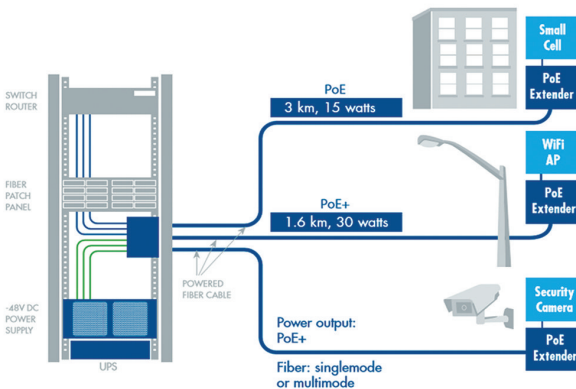 SWITCH
ROUTER
FIBER
PATCH
PANEL
-48V DC
POWER
SUPPLY
UPS
POWERED
FIBER CABLE
PoE
3 km, 15 watts
PoE+
1.6 km, 30 watts
Power output:
PoE+
Fiber: singlemode
or multimode
Small
Cell
PoE
Extender
WiFi
AP
PoE
Extender
Security
Camera
PoE
Extender